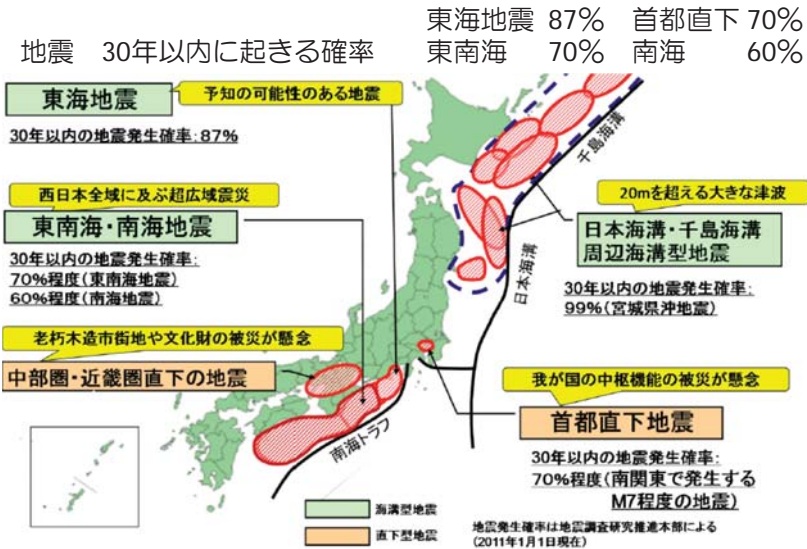 東海地震 87% 首都直下 70%
地震 30年以内に起きる確率 東南海 70% 南海 60%
東海地震
予知の可能性のある地震
30年以内の地震発生確率:87%
西日本全域に及ぶ超広域震災
東南海・南海地震
30年以内の地震発生確率:
70%程度(東南海地震)
60%程度(南海地震)
老朽木造市街地や文化財の被災が懸念
中部圏・近畿圏直下の地震
千島海溝
20mを超える大きな津波
日本海溝・千島海溝
周辺海溝型地震
30年以内の地震発生確率:
99%(宮城県沖地震)
日本海溝
我が国の中枢機能の被災が懸念
首都直下地震
30年以内の地震発生確率:
70%程度(南関東で発生する
M7程度の地震)
南海トラフ
海溝型地震
直下型地震
地震発生確率は地震調査研究推進本部による
(2011年1月1日現在)